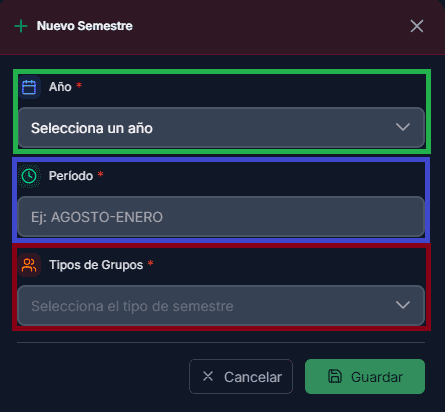 Nuevo Semestre
Año *
Selecciona un año
Período *
Ej: AGOSTO-ENERO
Tipos de Grupos *
Selecciona el tipo de semestre
Cancelar
Guardar